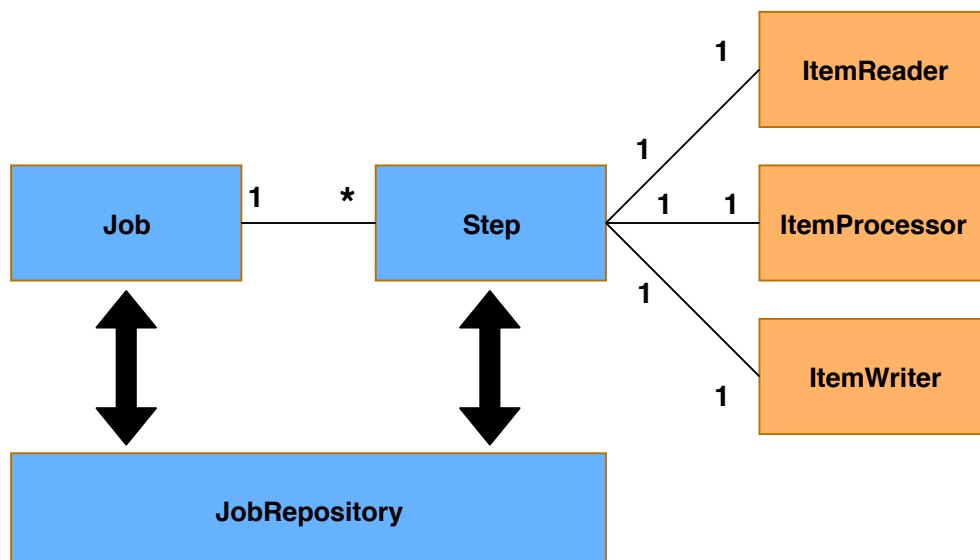 1
ItemReader
1
Job
1
*
Step
1
1
ItemProcessor
1
1
ItemWriter
JobRepository